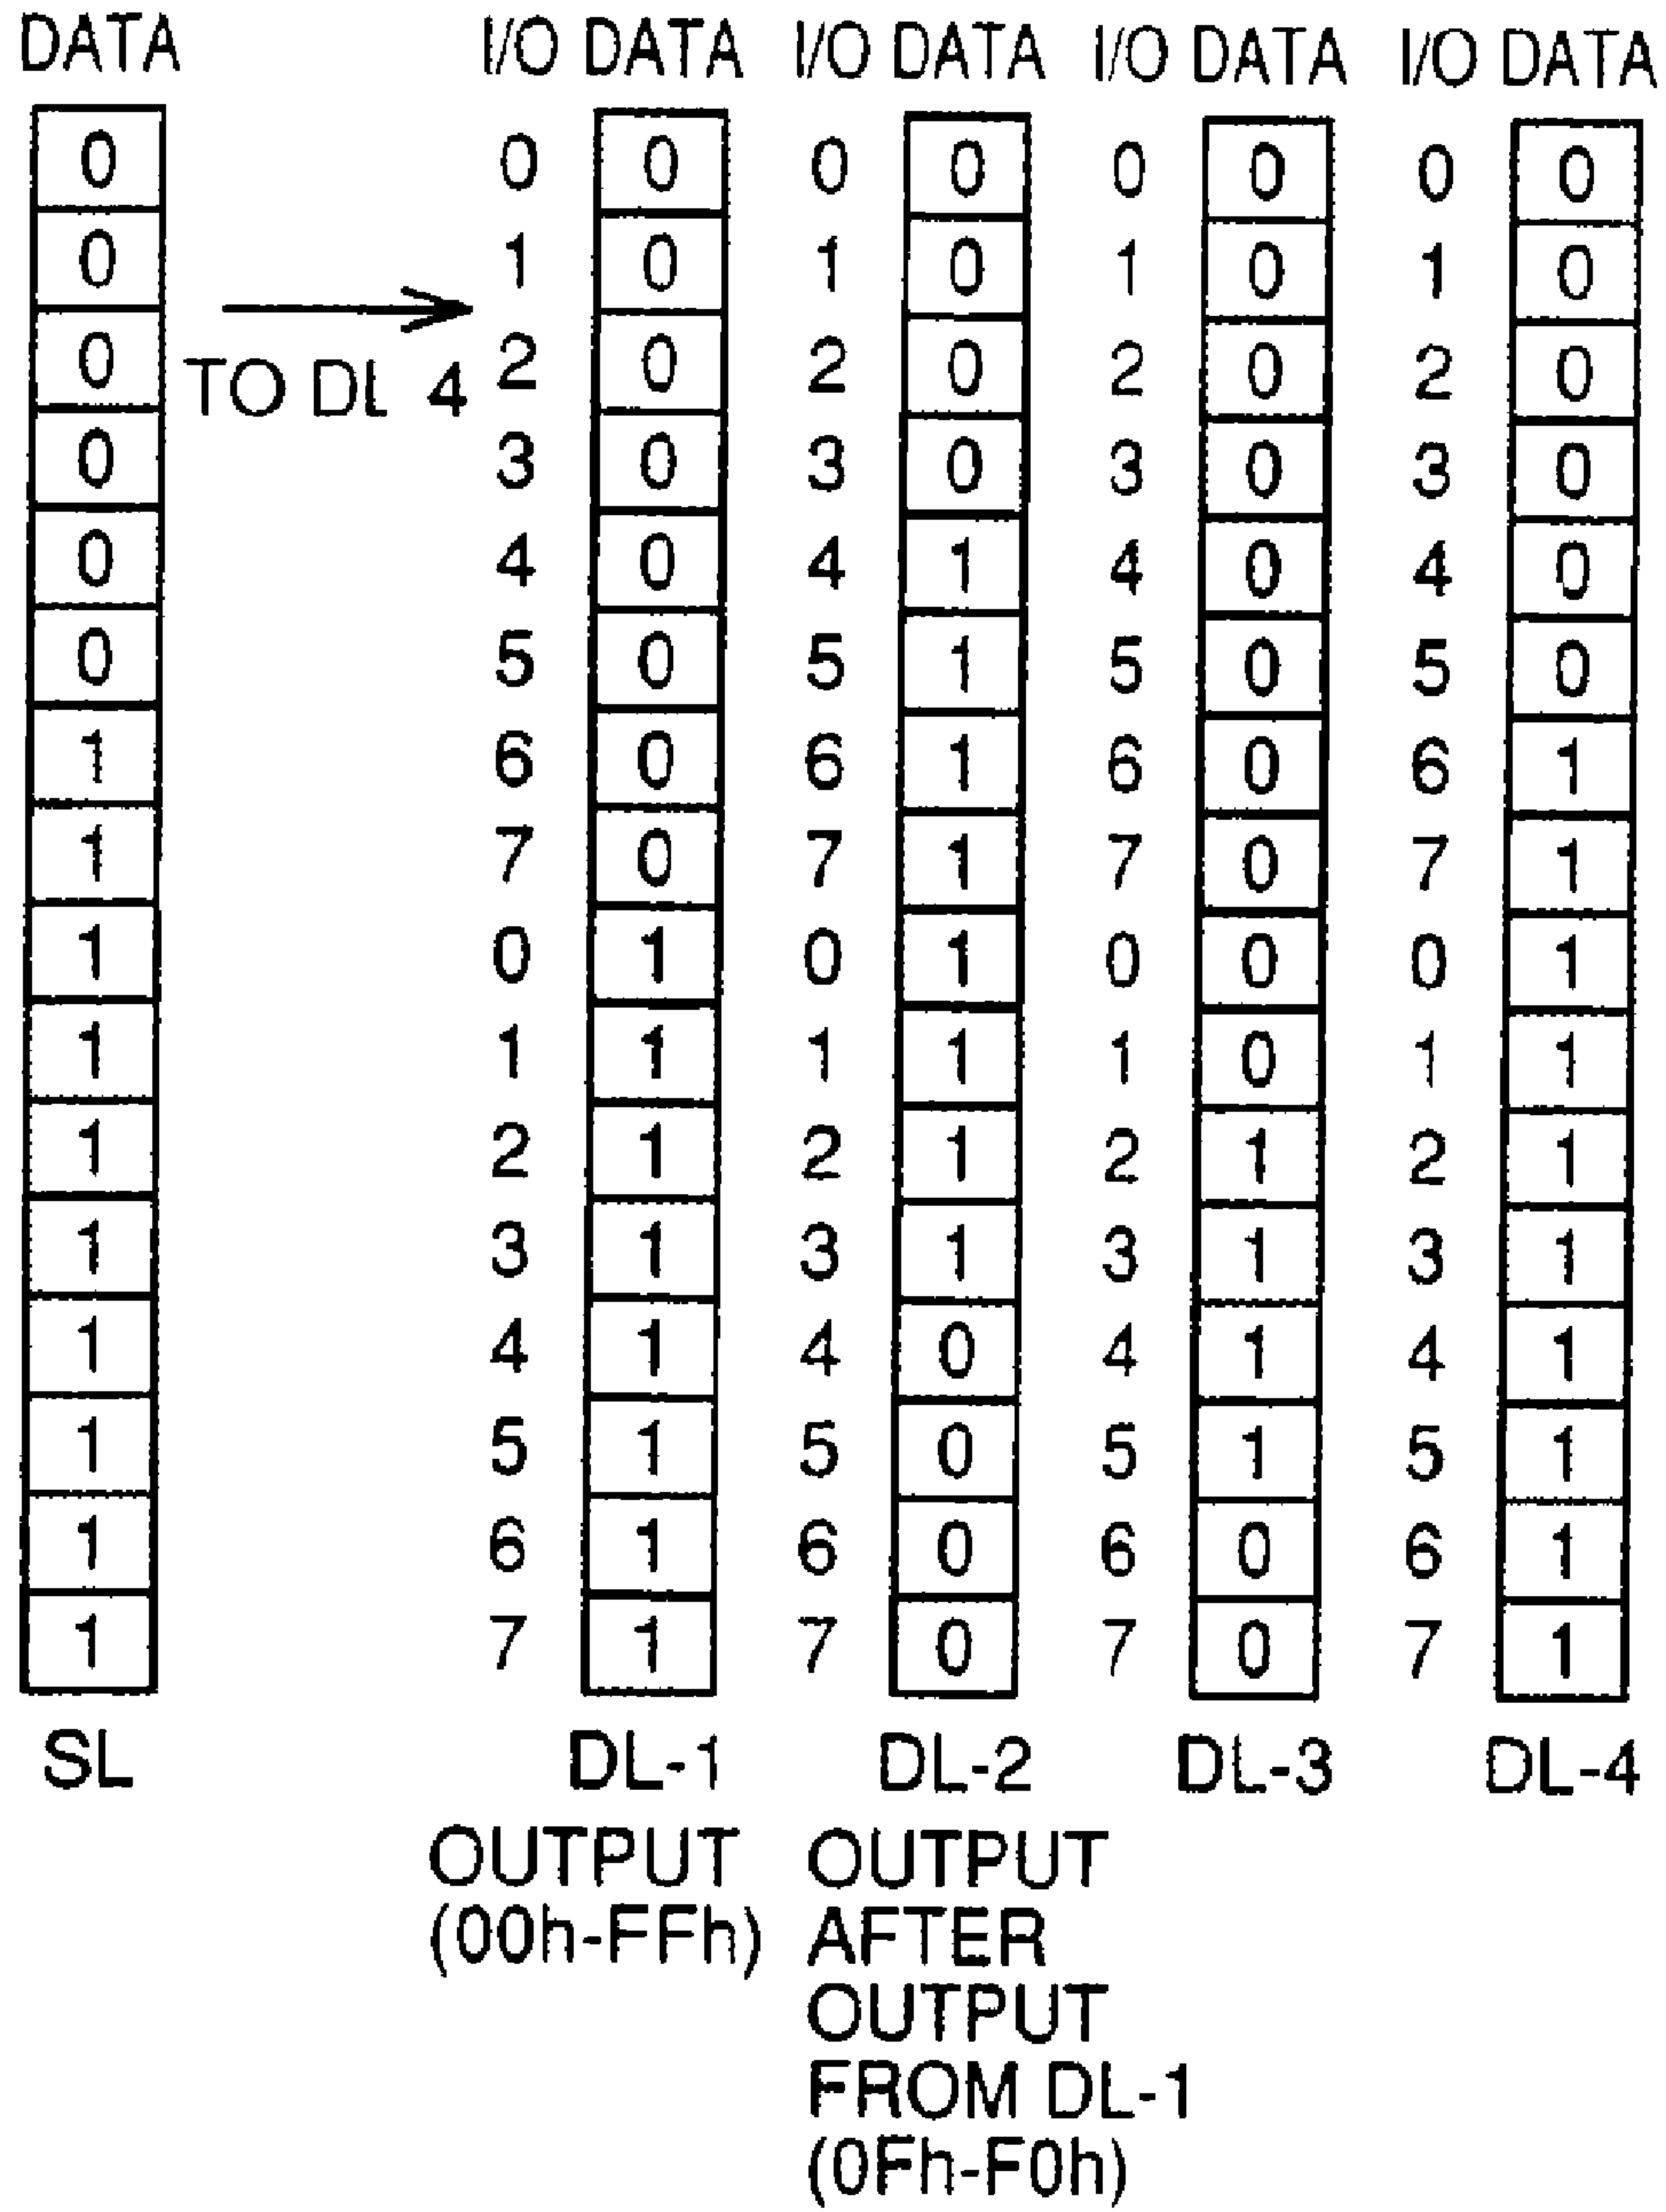 DATA I/O DATA I/O DATA I/O DATA I/O DATA
0 0 0 0 0 0 0 0 0
0 1 0 1 0 1 0 1 0
0 2 0 2 0 2 0 2 0
TO DL 4
0 3 0 3 0 3 0 3 0
0 4 0 4 1 4 0 4 0
0 5 0 5 1 5 0 5 0
1 6 0 6 1 6 0 6 1
1 7 0 7 1 7 0 7 1
1 0 1 0 1 0 0 0 1
1 1 1 1 1 1 0 1 1
1 2 1 2 1 2 1 2 1
1 3 1 3 1 3 1 3 1
1 4 1 4 0 4 1 4 1
1 5 1 5 0 5 1 5 1
1 6 1 6 0 6 0 6 1
1 7 1 7 0 7 0 7 1
SL DL-1 DL-2 DL-3 DL-4
OUTPUT
(00h-FFh)
OUTPUT
AFTER
OUTPUT
FROM DL-1
(0Fh-F0h)